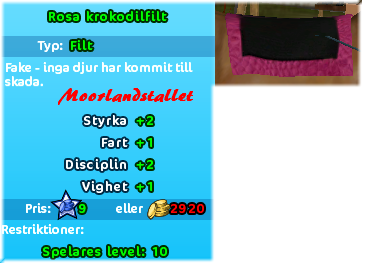 Rosa krokodilfilt
Typ: Filt
Fake - inga djur har kommit till
skada.
Moorlandstallet
Styrka +2
Fart +1
Disciplin +2
Vighet +1
Pris: 9 eller 2920
Restriktioner:
Spelares level: 10